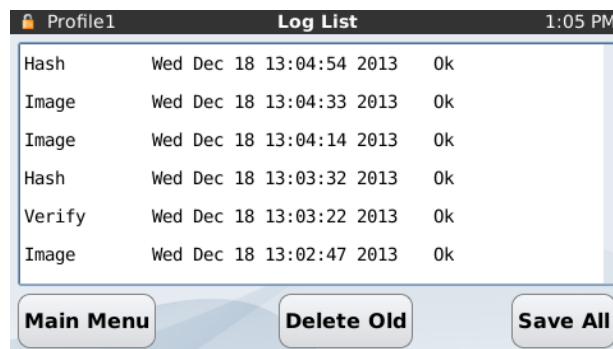 Profile1 Log List 1:05 PM
Hash Wed Dec 18 13:04:54 2013 Ok
Image Wed Dec 18 13:04:33 2013 Ok
Image Wed Dec 18 13:04:14 2013 Ok
Hash Wed Dec 18 13:03:32 2013 Ok
Verify Wed Dec 18 13:03:22 2013 Ok
Image Wed Dec 18 13:02:47 2013 Ok
Main Menu Delete Old Save All